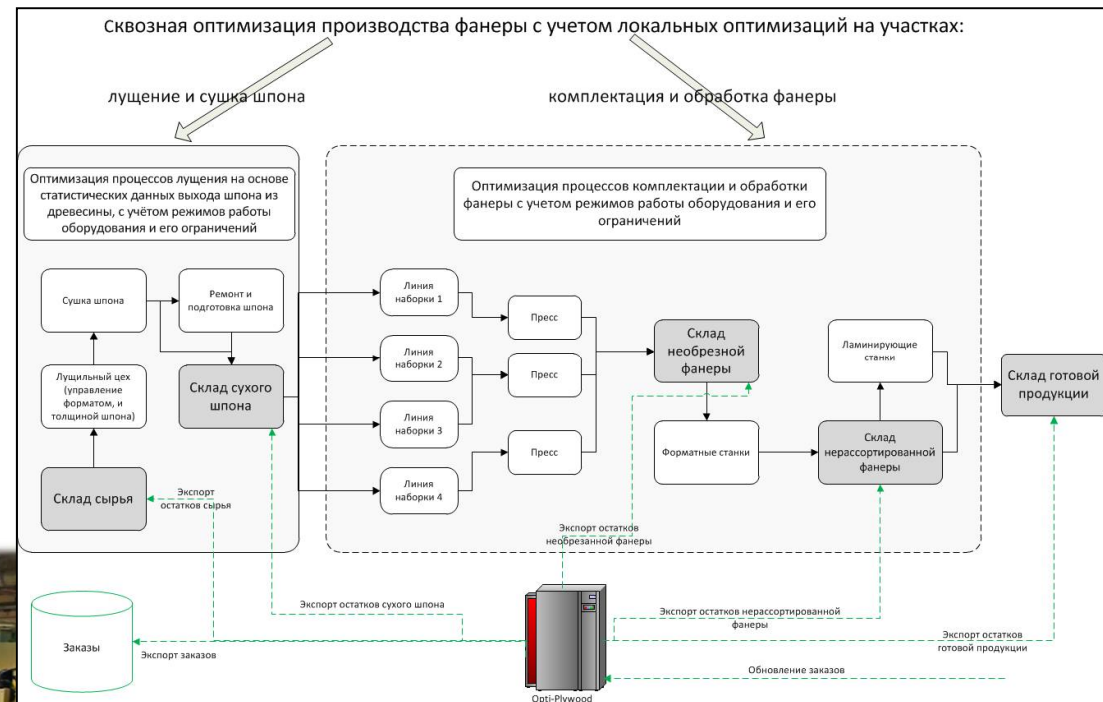 Сквозная оптимизация производства фанеры с учетом локальных оптимизаций на участках:
лущение и сушка шпона
комплектация и обработка фанеры
Оптимизация процессов лущения на основе
статистических данных выхода шпона из
древесины, с учётом режимов работы
оборудования и его ограничений
Оптимизация процессов комплектации и обработки
фанеры с учетом режимов работы оборудования и его
ограничений
Сушка шпона
Ремонт и
подготовка шпона
Лущильный цех
(управление
форматом, и
толщиной шпона)
Склад сухого
шпона
Склад сырья
Экспорт
остатков сырья
Линия
наборки 1
Линия
наборки 2
Линия
наборки 3
Линия
наборки 4
Пресс
Пресс
Пресс
Склад
необрезной
фанеры
Форматные станки
Ламинирующие
станки
Склад
нерассортированной
фанеры
Склад готовой
продукции
Экспорт остатков
необрезанной фанеры
Заказы
Экспорт остатков сухого шпона
Экспорт заказов
Opti-Plywood
Экспорт остатков нерассортированной
фанеры
Экспорт остатков
готовой продукции
Обновление заказов